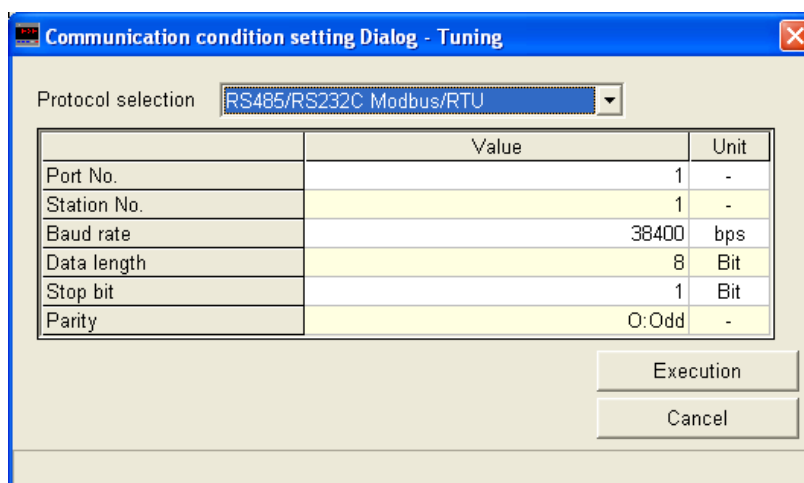 Communication condition setting Dialog - Tuning
Protocol selection RS485/RS232C Modbus/RTU
Value Unit
Port No. 1 -
Station No. 1 -
Baud rate 38400 bps
Data length 8 Bit
Stop bit 1 Bit
Parity O:Odd -
Execution
Cancel